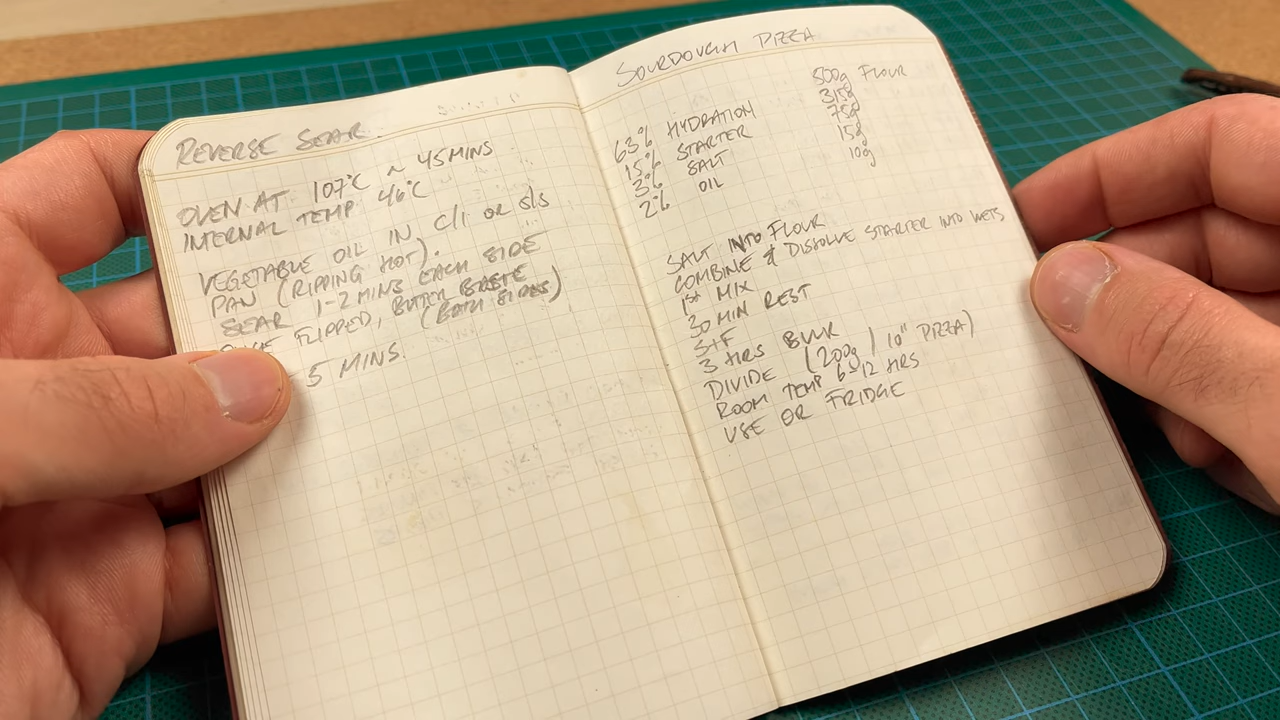 REVERSE SEAR
OVEN AT 107°C ~ 45MINS
INTERNAL TEMP 46°C
VEGETABLE OIL IN C/I OR S/S
PAN (RIPPING HOT).
SEAR 1-2 MINS EACH SIDE
FLIPPED, BUTTER BASTE
(BOTH SIDES)
5 MINS.
SOURDOUGH PIZZA
500g FLOUR
63% HYDRATION 315g
15% STARTER 75g
3% SALT 15g
2% OIL 10g
SALT INTO FLOUR
COMBINE & DISSOLVE STARTER INTO WETS
1st MIX
30 MIN REST
S+F
3 HRS BULK
DIVIDE (200g / 10" PIZZA)
ROOM TEMP 6-12 HRS
USE OR FRIDGE